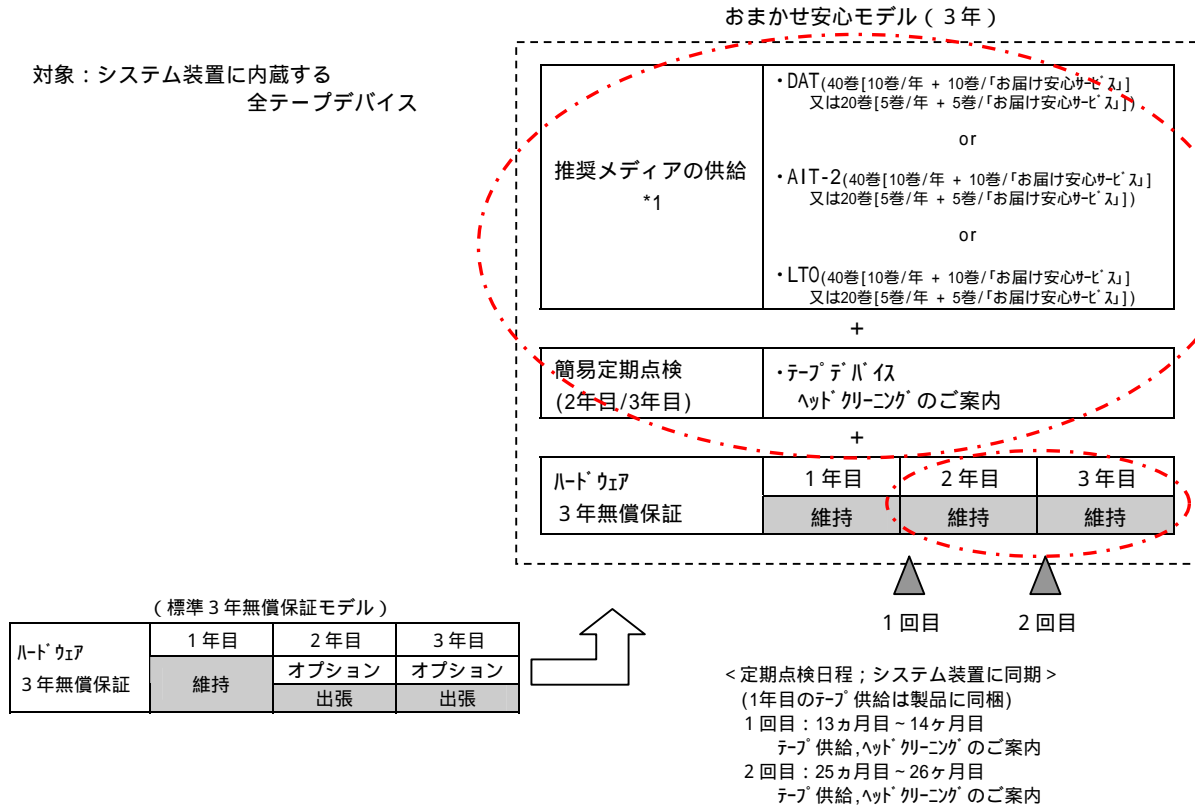 おまかせ安心モデル(3年)
対象:システム装置に内蔵する
全テープデバイス
推奨メディアの供給
*1
・DAT(40巻[10巻/年 + 10巻/「お届け安心ｻｰﾋﾞｽ」]
又は20巻[5巻/年 + 5巻/「お届け安心ｻｰﾋﾞｽ」])
or
・AIT-2(40巻[10巻/年 + 10巻/「お届け安心ｻｰﾋﾞｽ」]
又は20巻[5巻/年 + 5巻/「お届け安心ｻｰﾋﾞｽ」])
or
・LTO(40巻[10巻/年 + 10巻/「お届け安心ｻｰﾋﾞｽ」]
又は20巻[5巻/年 + 5巻/「お届け安心ｻｰﾋﾞｽ」])
+
簡易定期点検
(2年目/3年目)
・ﾃｰﾌﾟﾃﾞﾊﾞｲｽ
ﾍｯﾄﾞｸﾘｰﾆﾝｸﾞのご案内
+
ﾊｰﾄﾞｳｪｱ
3年無償保証
1年目 2年目 3年目
維持 維持 維持
1回目 2回目
(標準3年無償保証モデル)
ﾊｰﾄﾞｳｪｱ
3年無償保証
1年目 2年目 3年目
維持 オプション オプション
出張 出張
<定期点検日程;システム装置に同期>
(1年目のﾃｰﾌﾟ供給は製品に同梱)
1回目:13ヵ月目~14ヶ月目
ﾃｰﾌﾟ供給,ﾍｯﾄﾞｸﾘｰﾆﾝｸﾞのご案内
2回目:25ヵ月目~26ヶ月目
ﾃｰﾌﾟ供給,ﾍｯﾄﾞｸﾘｰﾆﾝｸﾞのご案内